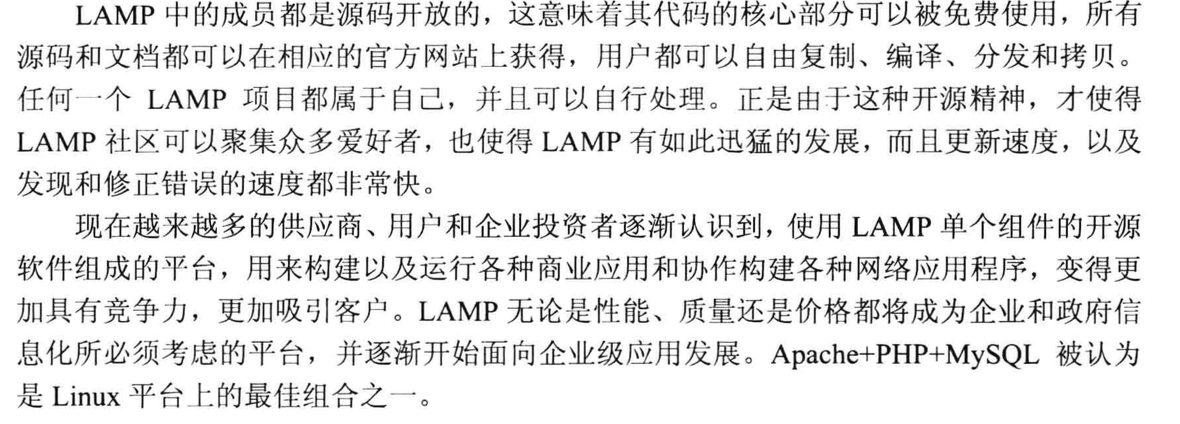 LAMP 中的成员都是源码开放的，这意味着其代码的核心部分可以被免费使用，所有
源码和文档都可以在相应的官方网站上获得，用户都可以自由复制、编译、分发和拷贝。
任何一个 LAMP 项目都属于自己，并且可以自行处理。正是由于这种开源精神，才使得
LAMP 社区可以聚集众多爱好者，也使得 LAMP 有如此迅猛的发展，而且更新速度，以及
发现和修正错误的速度都非常快。
现在越来越多的供应商、用户和企业投资者逐渐认识到，使用 LAMP 单个组件的开源
软件组成的平台，用来构建以及运行各种商业应用和协作构建各种网络应用程序，变得更
加具有竞争力，更加吸引客户。LAMP 无论是性能、质量还是价格都将成为企业和政府信
息化所必须考虑的平台，并逐渐开始面向企业级应用发展。Apache+PHP+MySQL 被认为
是 Linux 平台上的最佳组合之一。